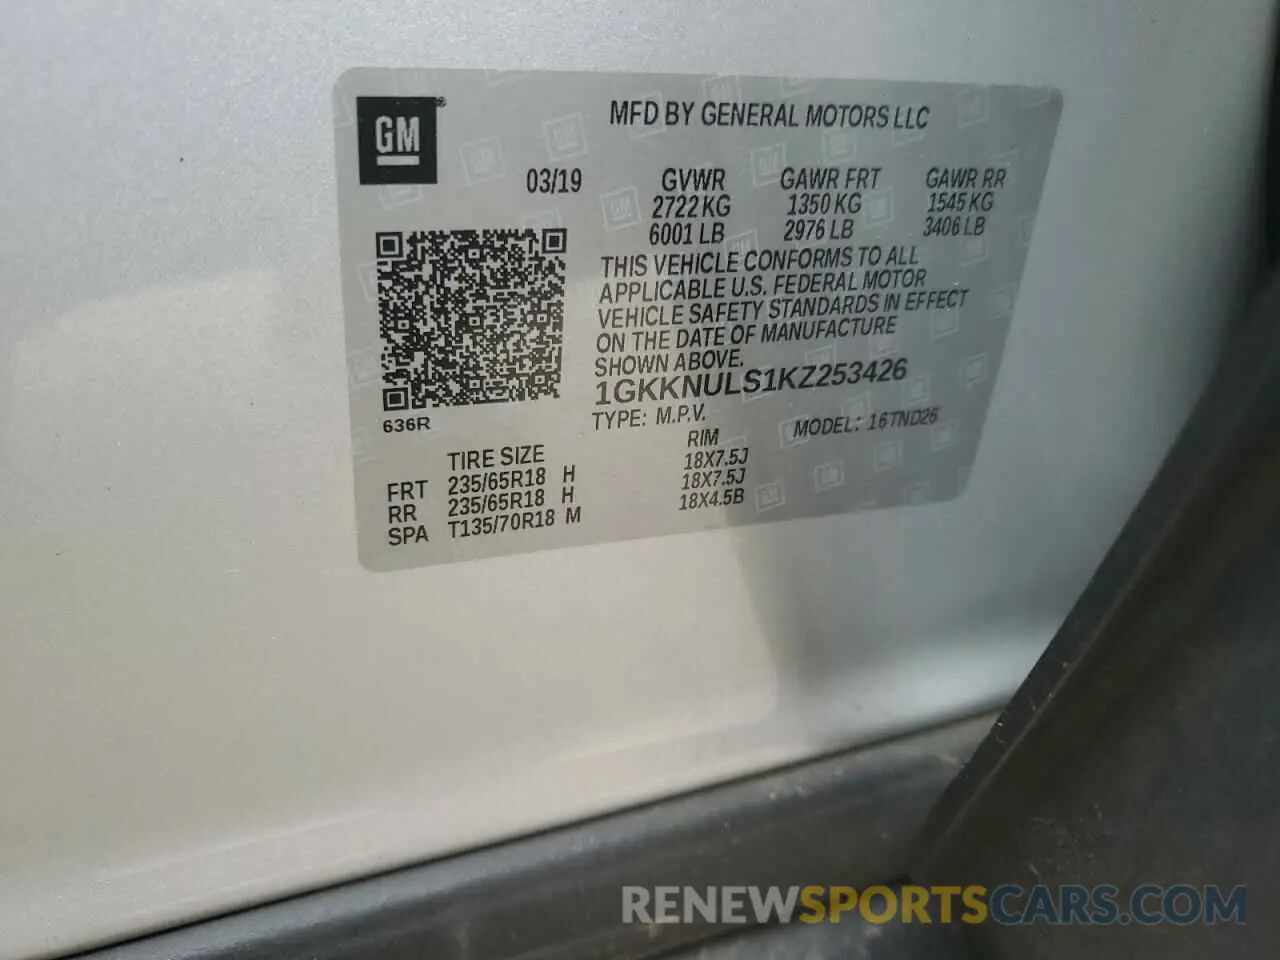 GM
MFD BY GENERAL MOTORS LLC
03/19 GVWR GAWR FRT GAWR RR
2722 KG 1350 KG 1545 KG
6001 LB 2976 LB 3406 LB
THIS VEHICLE CONFORMS TO ALL
APPLICABLE U.S. FEDERAL MOTOR
VEHICLE SAFETY STANDARDS IN EFFECT
ON THE DATE OF MANUFACTURE
SHOWN ABOVE.
1GKKNULS1KZ253426
636R
TYPE: M.P.V. MODEL: 16TND26
TIRE SIZE RIM
FRT 235/65R18 H 18X7.5J
RR 235/65R18 H 18X7.5J
SPA T135/70R18 M 18X4.5B
RENEWSPORTSCARS.COM